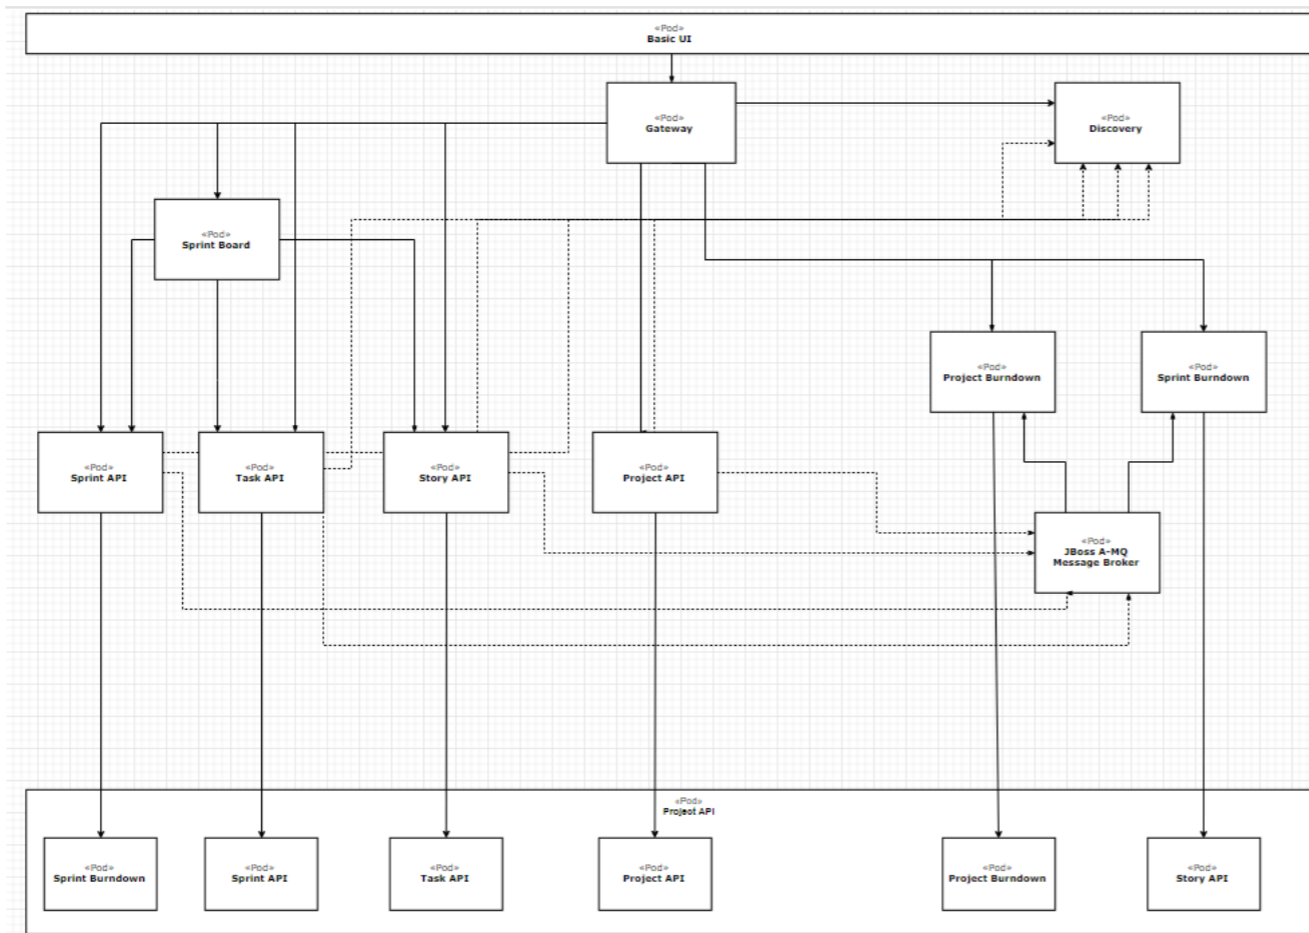 «Pod»
Basic UI
«Pod»
Gateway
«Pod»
Discovery
«Pod»
Sprint Board
«Pod»
Project Burndown
«Pod»
Sprint Burndown
«Pod»
Sprint API
«Pod»
Task API
«Pod»
Story API
«Pod»
Project API
«Pod»
JBoss A-MQ
Message Broker
«Pod»
Project API
«Pod»
Sprint Burndown
«Pod»
Sprint API
«Pod»
Task API
«Pod»
Project API
«Pod»
Project Burndown
«Pod»
Story API